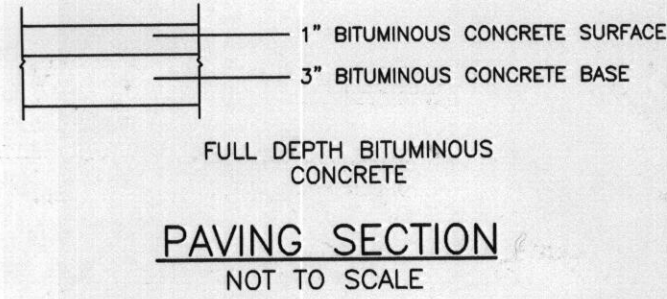 1" BITUMINOUS CONCRETE SURFACE
3" BITUMINOUS CONCRETE BASE
FULL DEPTH BITUMINOUS
CONCRETE
PAVING SECTION
NOT TO SCALE